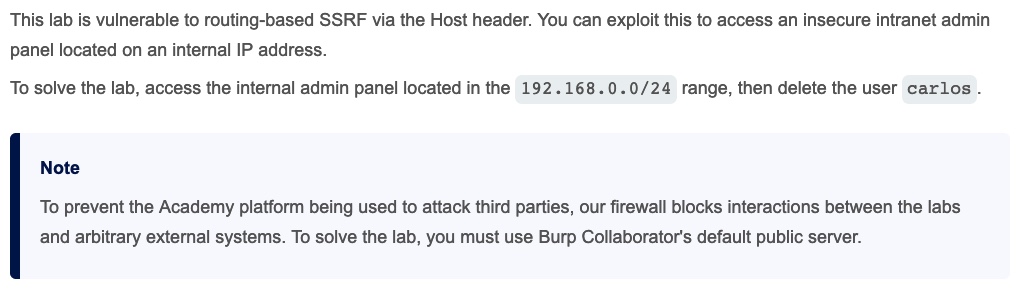 This lab is vulnerable to routing-based SSRF via the Host header. You can exploit this to access an insecure intranet admin
panel located on an internal IP address.
To solve the lab, access the internal admin panel located in the 192.168.0.0/24 range, then delete the user carlos.
Note
To prevent the Academy platform being used to attack third parties, our firewall blocks interactions between the labs
and arbitrary external systems. To solve the lab, you must use Burp Collaborator's default public server.